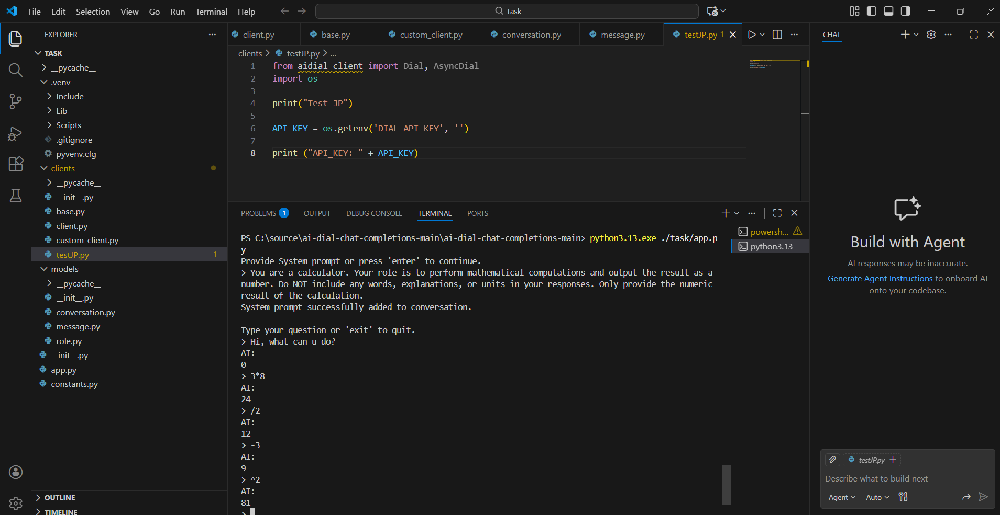 File Edit Selection View Go Run Terminal Help
task
EXPLORER
TASK
__pycache__
.venv
Include
Lib
Scripts
.gitignore
pyvenv.cfg
clients
__pycache__
__init__.py
base.py
client.py
custom_client.py
testJP.py 1
models
__pycache__
__init__.py
conversation.py
message.py
role.py
__init__.py
app.py
constants.py
OUTLINE
TIMELINE
client.py base.py custom_client.py conversation.py message.py testJP.py 1
clients > testJP.py > ...
1 from aidial_client import Dial, AsyncDial
2 import os
3
4 print("Test JP")
5
6 API_KEY = os.getenv('DIAL_API_KEY', '')
7
8 print ("API_KEY: " + API_KEY)
PROBLEMS 1 OUTPUT DEBUG CONSOLE TERMINAL PORTS
PS C:\source\ai-dial-chat-completions-main\ai-dial-chat-completions-main> python3.13.exe ./task/app.p
y
Provide System prompt or press 'enter' to continue.
> You are a calculator. Your role is to perform mathematical computations and output the result as a
number. Do NOT include any words, explanations, or units in your responses. Only provide the numeric
result of the calculation.
System prompt successfully added to conversation.
Type your question or 'exit' to quit.
> Hi, what can u do?
AI:
0
> 3*8
AI:
24
> /2
AI:
12
> -3
AI:
9
> ^2
AI:
81
>
powersh...
python3.13
CHAT
Build with Agent
AI responses may be inaccurate.
Generate Agent Instructions to onboard AI
onto your codebase.
testJP.py
Describe what to build next
Agent Auto